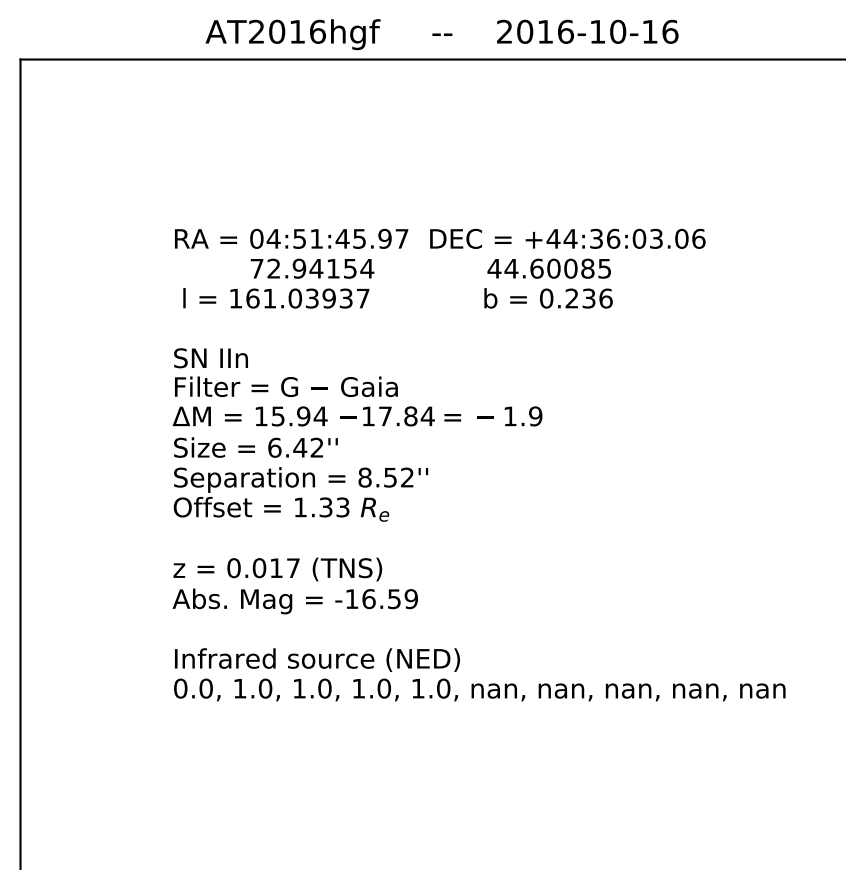 AT2016hgf -- 2016-10-16
RA = 04:51:45.97 DEC = +44:36:03.06
72.94154 44.60085
l = 161.03937 b = 0.236
SN IIn
Filter = G − Gaia
ΔM = 15.94 −17.84 = − 1.9
Size = 6.42''
Separation = 8.52''
Offset = 1.33 Rₑ
z = 0.017 (TNS)
Abs. Mag = -16.59
Infrared source (NED)
0.0, 1.0, 1.0, 1.0, 1.0, nan, nan, nan, nan, nan